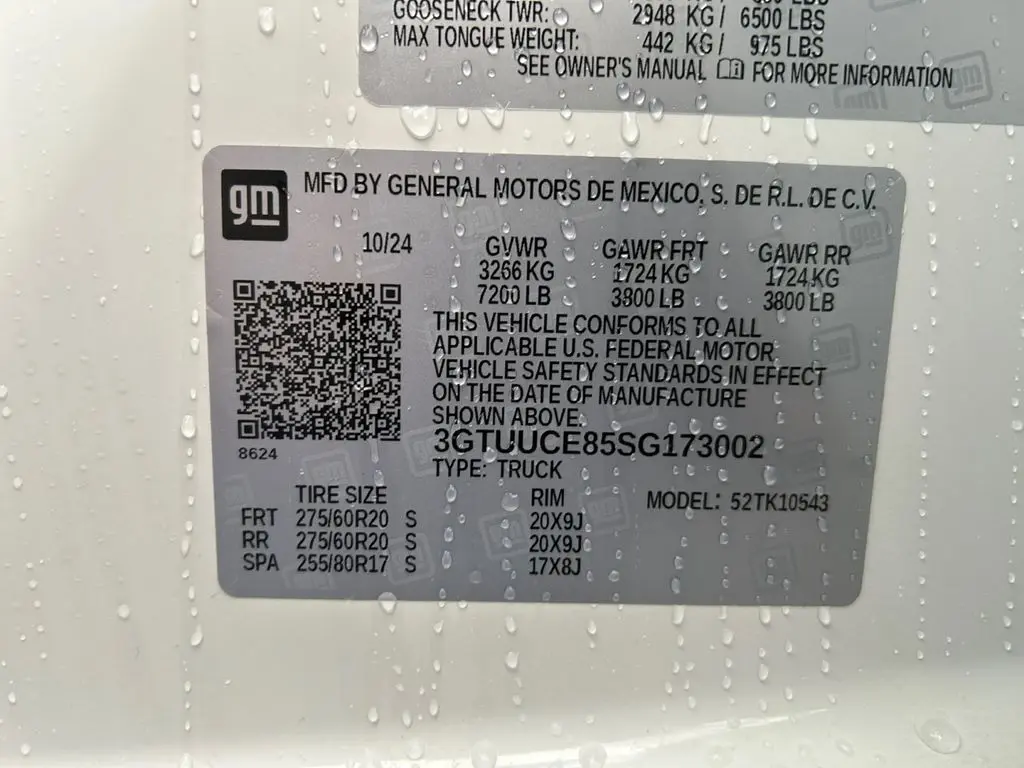 GOOSENECK TWR: 2948 KG/ 6500 LBS
MAX TONGUE WEIGHT: 442 KG/ 975 LBS
SEE OWNER'S MANUAL FOR MORE INFORMATION
gm
MFD BY GENERAL MOTORS DE MEXICO, S. DE R.L. DE C.V.
10/24 GVWR GAWR FRT GAWR RR
3266 KG 1724 KG 1724 KG
7200 LB 3800 LB 3800 LB
THIS VEHICLE CONFORMS TO ALL
APPLICABLE U.S. FEDERAL MOTOR
VEHICLE SAFETY STANDARDS IN EFFECT
ON THE DATE OF MANUFACTURE
SHOWN ABOVE.
8624
3GTUUCE85SG173002
TYPE: TRUCK
TIRE SIZE RIM MODEL: 52TK10543
FRT 275/60R20 S 20X9J
RR 275/60R20 S 20X9J
SPA 255/80R17 S 17X8J